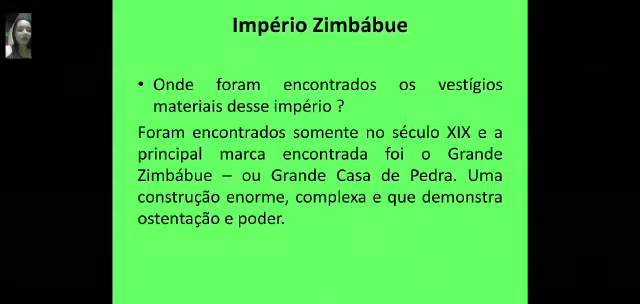 Império Zimbábue
• Onde foram encontrados os vestígios
materiais desse império ?
Foram encontrados somente no século XIX e a
principal marca encontrada foi o Grande
Zimbábue – ou Grande Casa de Pedra. Uma
construção enorme, complexa e que demonstra
ostentação e poder.